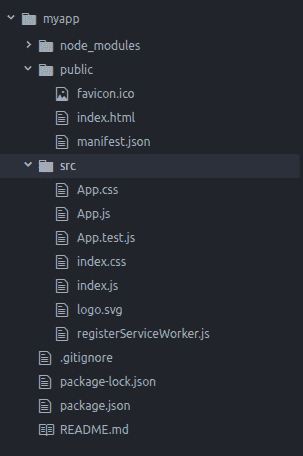 myapp
node_modules
public
favicon.ico
index.html
manifest.json
src
App.css
App.js
App.test.js
index.css
index.js
logo.svg
registerServiceWorker.js
.gitignore
package-lock.json
package.json
README.md